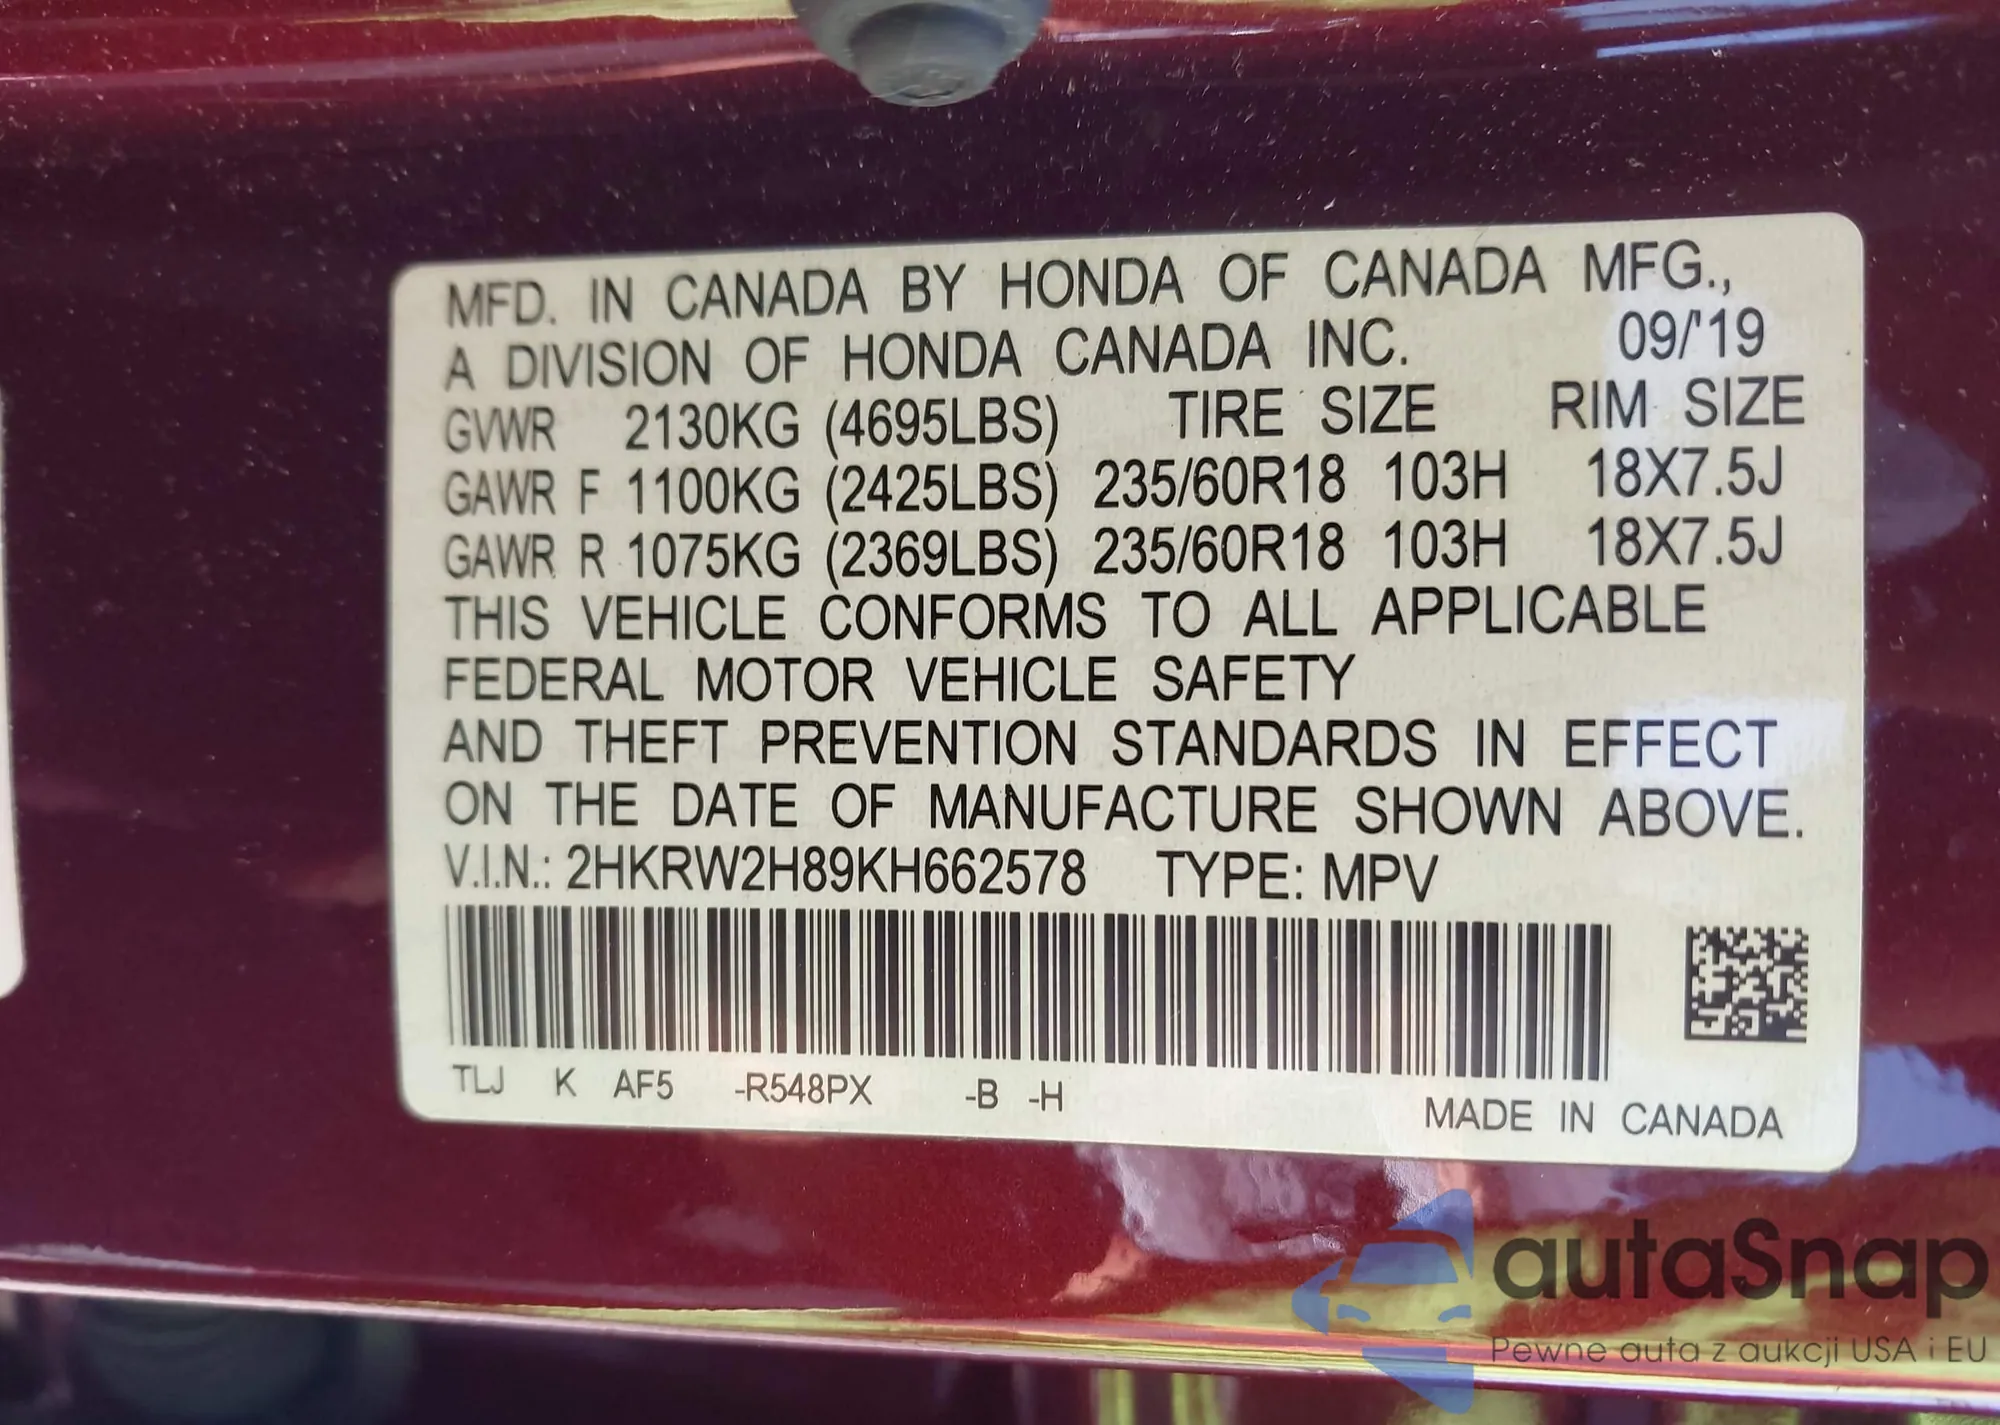 MFD. IN CANADA BY HONDA OF CANADA MFG.,
A DIVISION OF HONDA CANADA INC. 09/'19
GVWR 2130KG (4695LBS) TIRE SIZE RIM SIZE
GAWR F 1100KG (2425LBS) 235/60R18 103H 18X7.5J
GAWR R 1075KG (2369LBS) 235/60R18 103H 18X7.5J
THIS VEHICLE CONFORMS TO ALL APPLICABLE
FEDERAL MOTOR VEHICLE SAFETY
AND THEFT PREVENTION STANDARDS IN EFFECT
ON THE DATE OF MANUFACTURE SHOWN ABOVE.
V.I.N.: 2HKRW2H89KH662578 TYPE: MPV
TLJ K AF5 -R548PX -B -H
MADE IN CANADA
autaSnap
Pewne auta z aukcji USA i EU